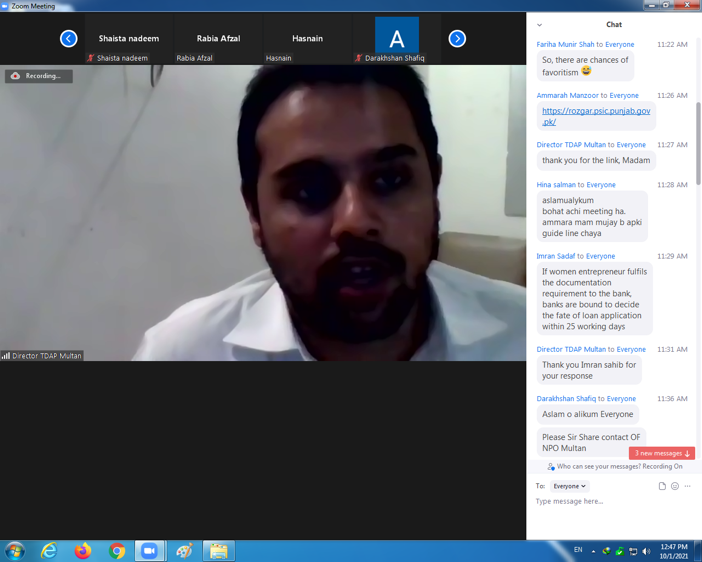 Zoom Meeting
Shaista nadeem
Rabia Afzal
Hasnain
A
Shaista nadeem
Rabia Afzal
Hasnain
Darakhshan Shafiq
Recording...
Director TDAP Multan
Chat
Fariha Munir Shah to Everyone 11:22 AM
So, there are chances of
favoritism 😅
Ammarah Manzoor to Everyone 11:26 AM
https://rozgar.psic.punjab.gov
.pk/
Director TDAP Multan to Everyone 11:27 AM
thank you for the link, Madam
Hina salman to Everyone 11:28 AM
aslamualykum
bohat achi meeting ha.
ammara mam mujay b apki
guide line chaya
Imran Sadaf to Everyone 11:29 AM
If women entrepreneur fulfils
the documentation
requirement to the bank,
banks are bound to decide
the fate of loan application
within 25 working days
Director TDAP Multan to Everyone 11:31 AM
Thank you Imran sahib for
your response
Darakhshan Shafiq to Everyone 11:36 AM
Aslam o alikum Everyone
Please Sir Share contact OF
NPO Multan
3 new messages ↓
Who can see your messages? Recording On
To: Everyone
Type message here...
EN
12:47 PM
10/1/2021